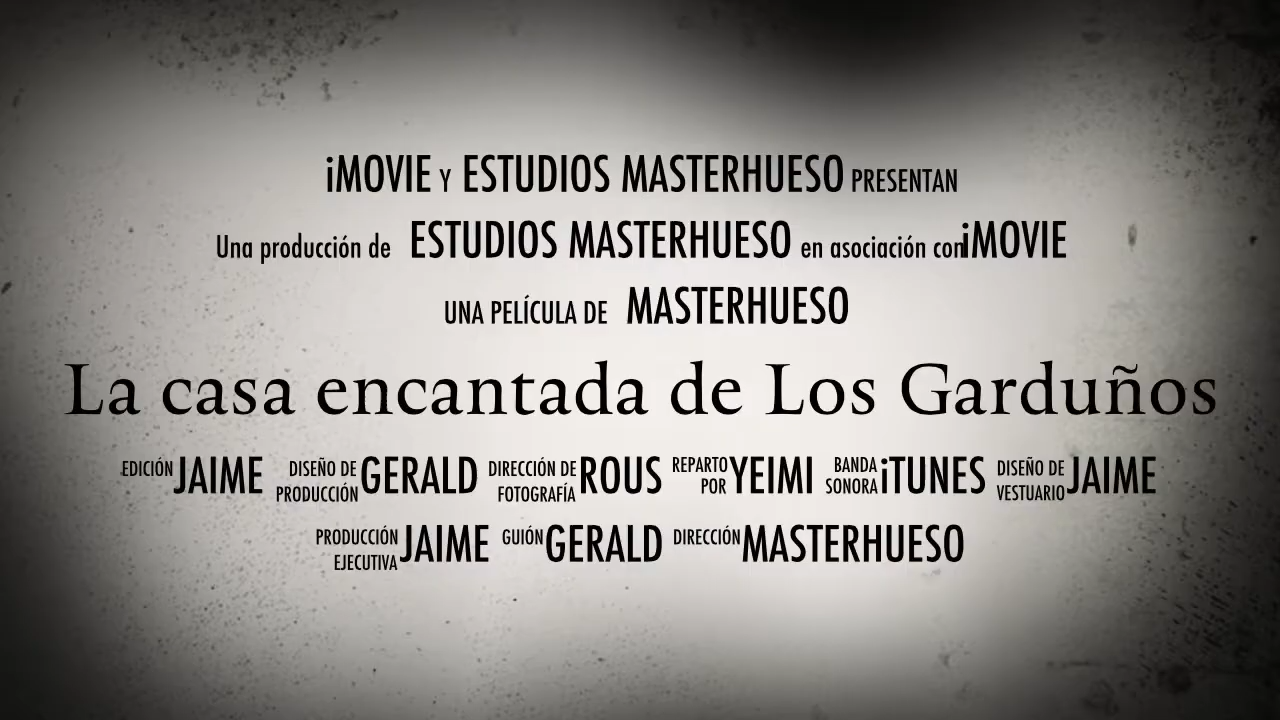 iMOVIE Y ESTUDIOS MASTERHUESO PRESENTAN
Una producción de ESTUDIOS MASTERHUESO en asociación con iMOVIE
UNA PELÍCULA DE MASTERHUESO
La casa encantada de Los Garduños
EDICIÓN JAIME DISEÑO DE PRODUCCIÓN GERALD DIRECCIÓN DE FOTOGRAFÍA ROUS REPARTO POR YEIMI BANDA SONORA iTUNES DISEÑO DE VESTUARIO JAIME
PRODUCCIÓN EJECUTIVA JAIME GUIÓN GERALD DIRECCIÓN MASTERHUESO